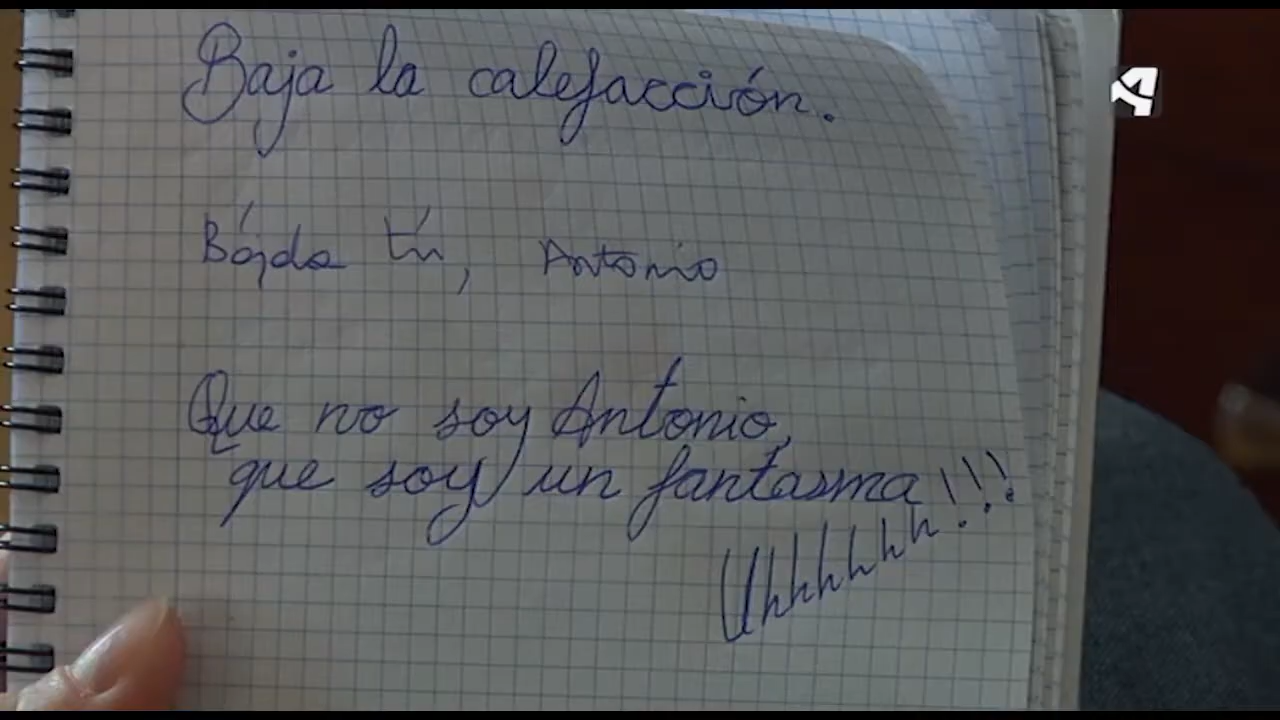 Baja la calefacción.
Bájala tú, Antonio
Que no soy Antonio,
que soy un fantasma!!!
Uhhhhhh